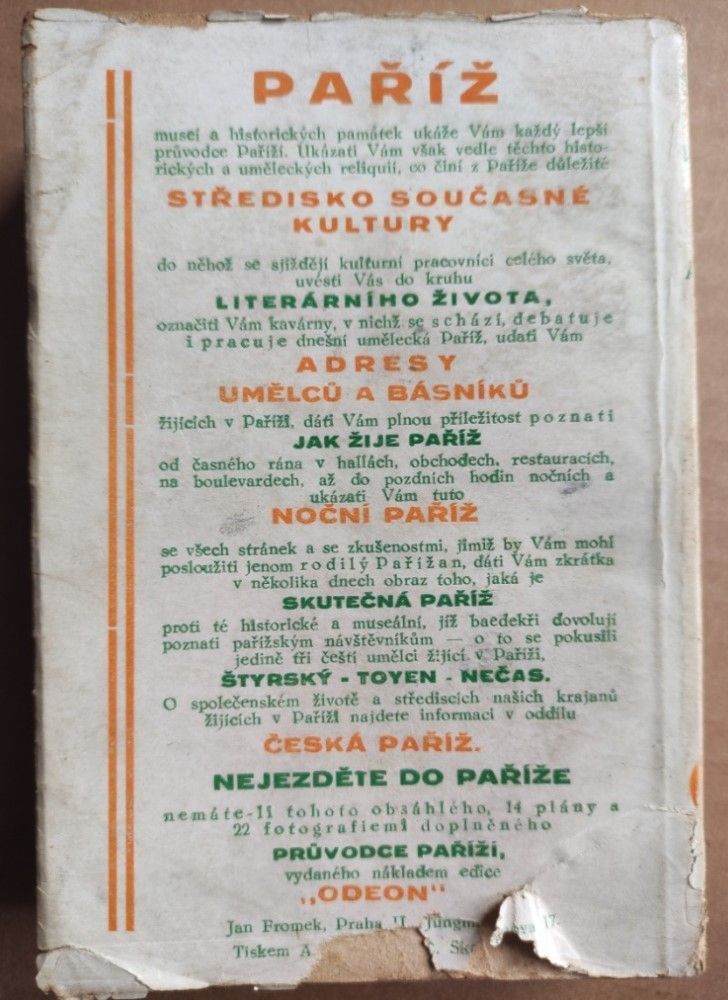 PAŘÍŽ
museí a historických památek ukáže Vám každý lepší
průvodce Paříží. Ukázati Vám však vedle těchto histo-
rických a uměleckých reliquií, co činí z Paříže důležité
STŘEDISKO SOUČASNÉ
KULTURY
do něhož se sjíždějí kulturní pracovníci celého světa,
uvésti Vás do kruhu
LITERÁRNÍHO ŽIVOTA,
označiti Vám kavárny, v nichž se schází, debatuje
i pracuje dnešní umělecká Paříž, udati Vám
ADRESY
UMĚLCŮ A BÁSNÍKŮ
žijících v Paříži, dáti Vám plnou příležitost poznati
JAK ŽIJE PAŘÍŽ
od časného rána v hallách, obchodech, restauracích,
na boulevardech, až do pozdních hodin nočních a
ukázati Vám tuto
NOČNÍ PAŘÍŽ
se všech stránek a se zkušenostmi, jimiž by Vám mohl
posloužiti jenom rodilý Pařížan, dáti Vám zkrátka
v několika dnech obraz toho, jaká je
SKUTEČNÁ PAŘÍŽ
proti té historické a museální, již baedekři dovolují
poznati pařížským návštěvníkům — o to se pokusili
jedině tři čeští umělci žijící v Paříži,
ŠTYRSKÝ - TOYEN - NEČAS.
O společenském životě a střediscích našich krajanů
žijících v Paříži najdete informaci v oddílu
ČESKÁ PAŘÍŽ.
NEJEZDĚTE DO PAŘÍŽE
nemáte-li tohoto obsáhlého, 14 plány a
22 fotografiemi doplněného
PRŮVODCE PAŘÍŽÍ,
vydaného nákladem edice
„ODEON"
Jan Fromek, Praha II., 17.
Tiskem A